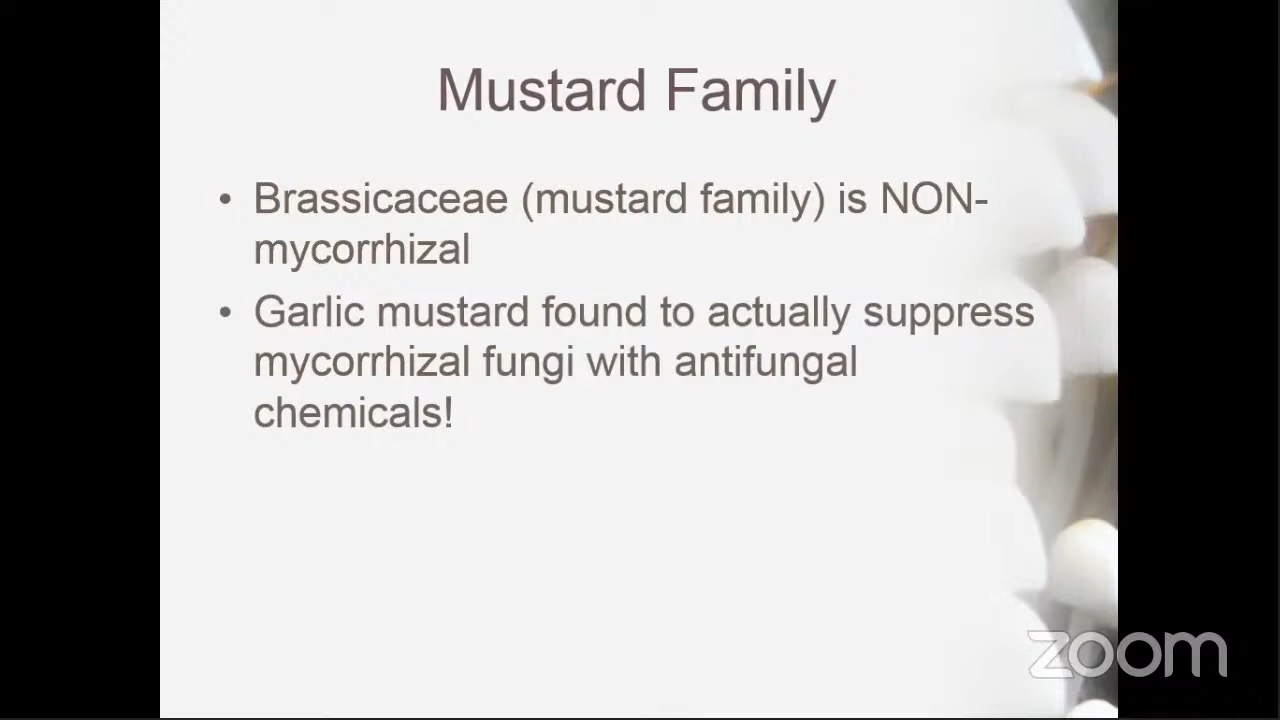 Mustard Family
• Brassicaceae (mustard family) is NON-
mycorrhizal
• Garlic mustard found to actually suppress
mycorrhizal fungi with antifungal
chemicals!
zoom